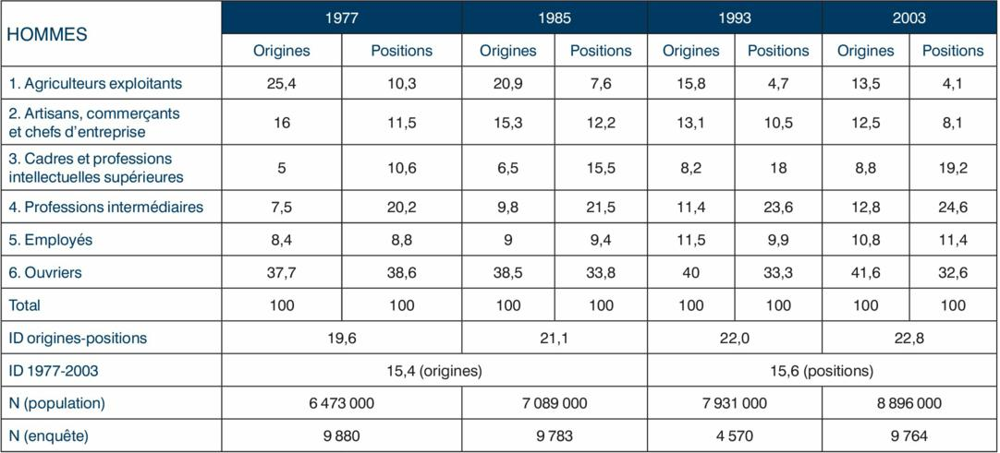 HOMMES 1977 1985 1993 2003
Origines Positions Origines Positions Origines Positions Origines Positions
1. Agriculteurs exploitants 25,4 10,3 20,9 7,6 15,8 4,7 13,5 4,1
2. Artisans, commerçants
et chefs d'entreprise 16 11,5 15,3 12,2 13,1 10,5 12,5 8,1
3. Cadres et professions
intellectuelles supérieures 5 10,6 6,5 15,5 8,2 18 8,8 19,2
4. Professions intermédiaires 7,5 20,2 9,8 21,5 11,4 23,6 12,8 24,6
5. Employés 8,4 8,8 9 9,4 11,5 9,9 10,8 11,4
6. Ouvriers 37,7 38,6 38,5 33,8 40 33,3 41,6 32,6
Total 100 100 100 100 100 100 100 100
ID origines-positions 19,6 21,1 22,0 22,8
ID 1977-2003 15,4 (origines) 15,6 (positions)
N (population) 6 473 000 7 089 000 7 931 000 8 896 000
N (enquête) 9 880 9 783 4 570 9 764